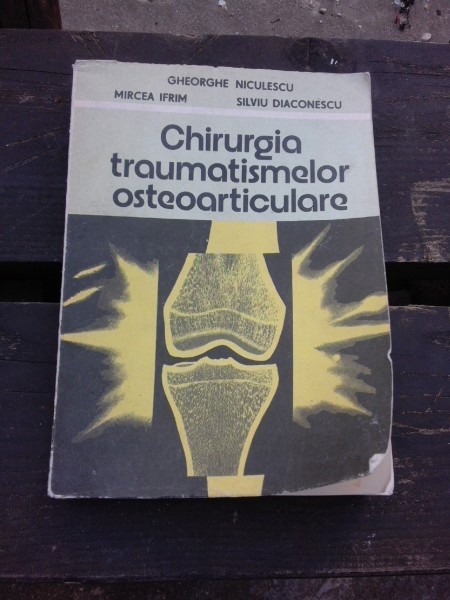 GHEORGHE NICULESCU
MIRCEA IFRIM SILVIU DIACONESCU
Chirurgia
traumatismelor
osteoarticulare